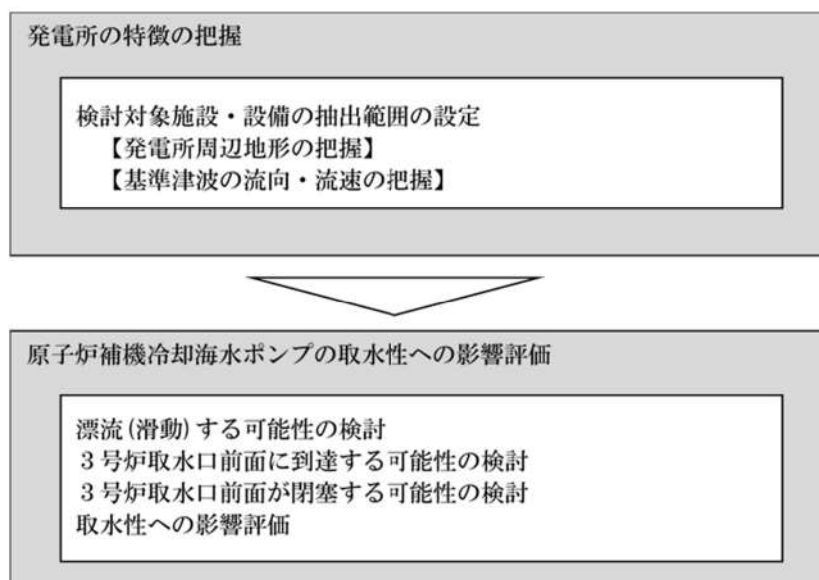 発電所の特徴の把握
検討対象施設・設備の抽出範囲の設定
【発電所周辺地形の把握】
【基準津波の流向・流速の把握】
原子炉補機冷却海水ポンプの取水性への影響評価
漂流(滑動)する可能性の検討
3号炉取水口前面に到達する可能性の検討
3号炉取水口前面が閉塞する可能性の検討
取水性への影響評価